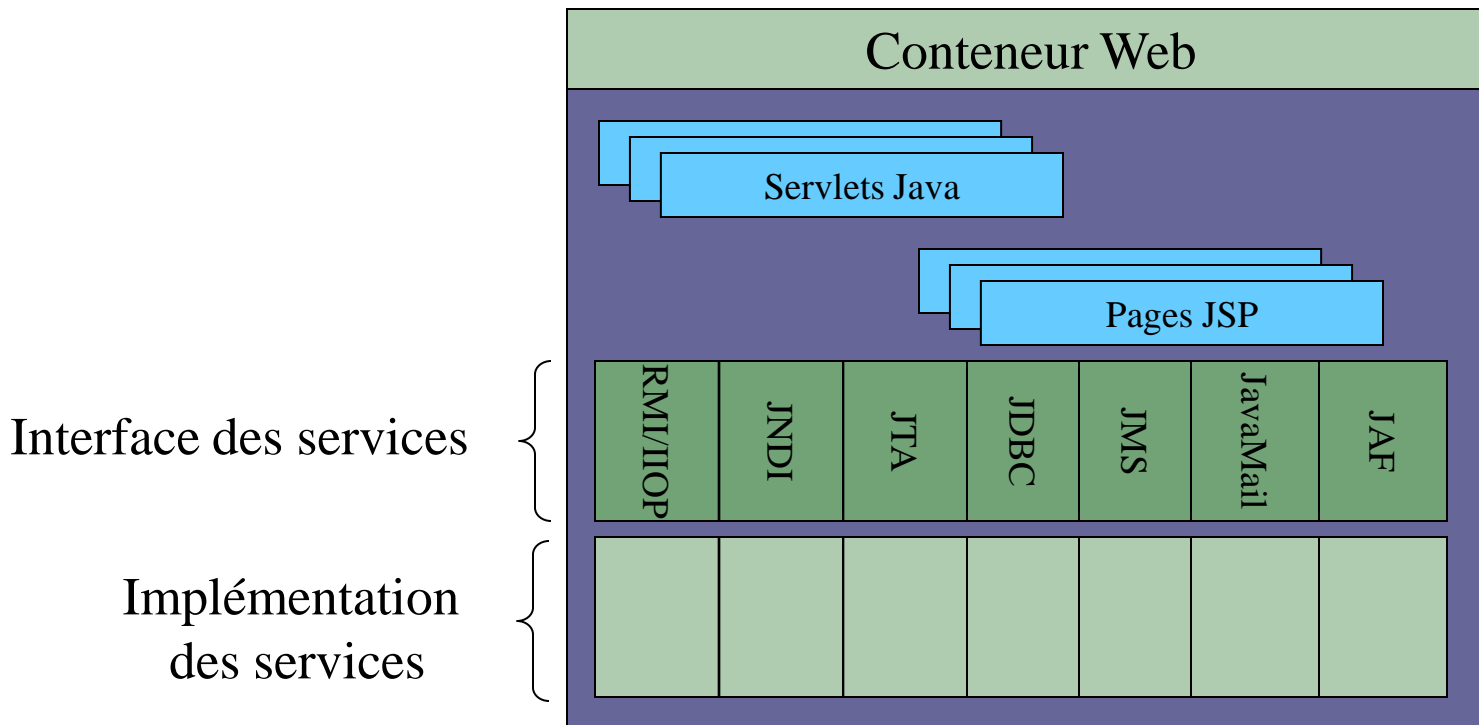 Conteneur Web
Servlets Java
Pages JSP
Interface des services
RMI/IIOP
JNDI
JTA
JDBC
JMS
JavaMail
JAF
Implémentation
des services